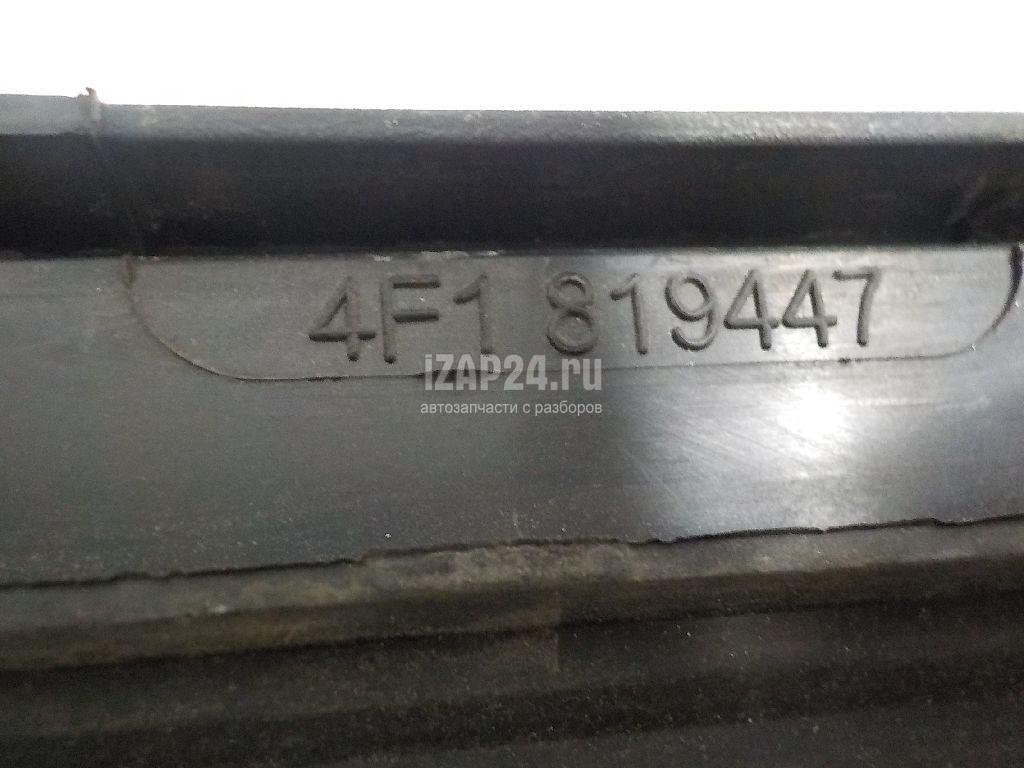 4F1 819447
iZAP24.ru
автозапчасти с разборов